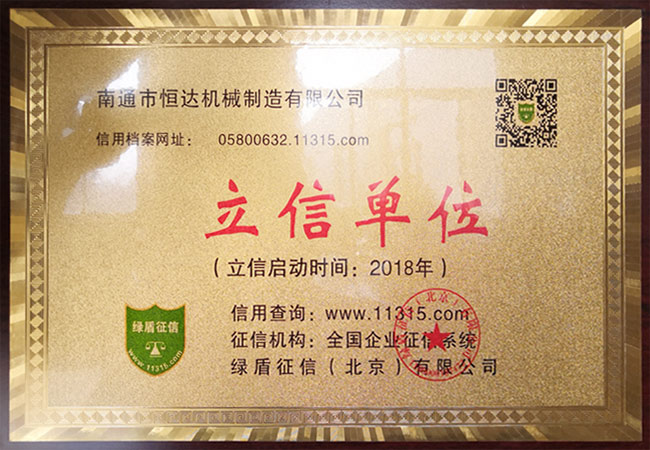 南通市恒达机械制造有限公司
信用档案网址： 05800632.11315.com
立信单位
（立信启动时间：2018年）
绿盾征信
www.11315.com
信用查询：www.11315.com
征信机构：全国企业征信系统
绿盾征信（北京）有限公司